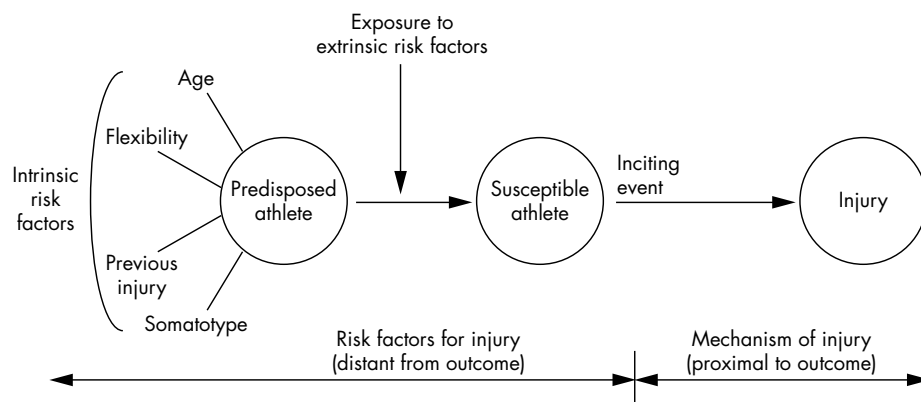 Exposure to
extrinsic risk factors
Age
Flexibility
Intrinsic
risk
factors
Predisposed
athlete
Susceptible
athlete
Inciting
event
Injury
Previous
injury
Somatotype
Risk factors for injury
(distant from outcome)
Mechanism of injury
(proximal to outcome)